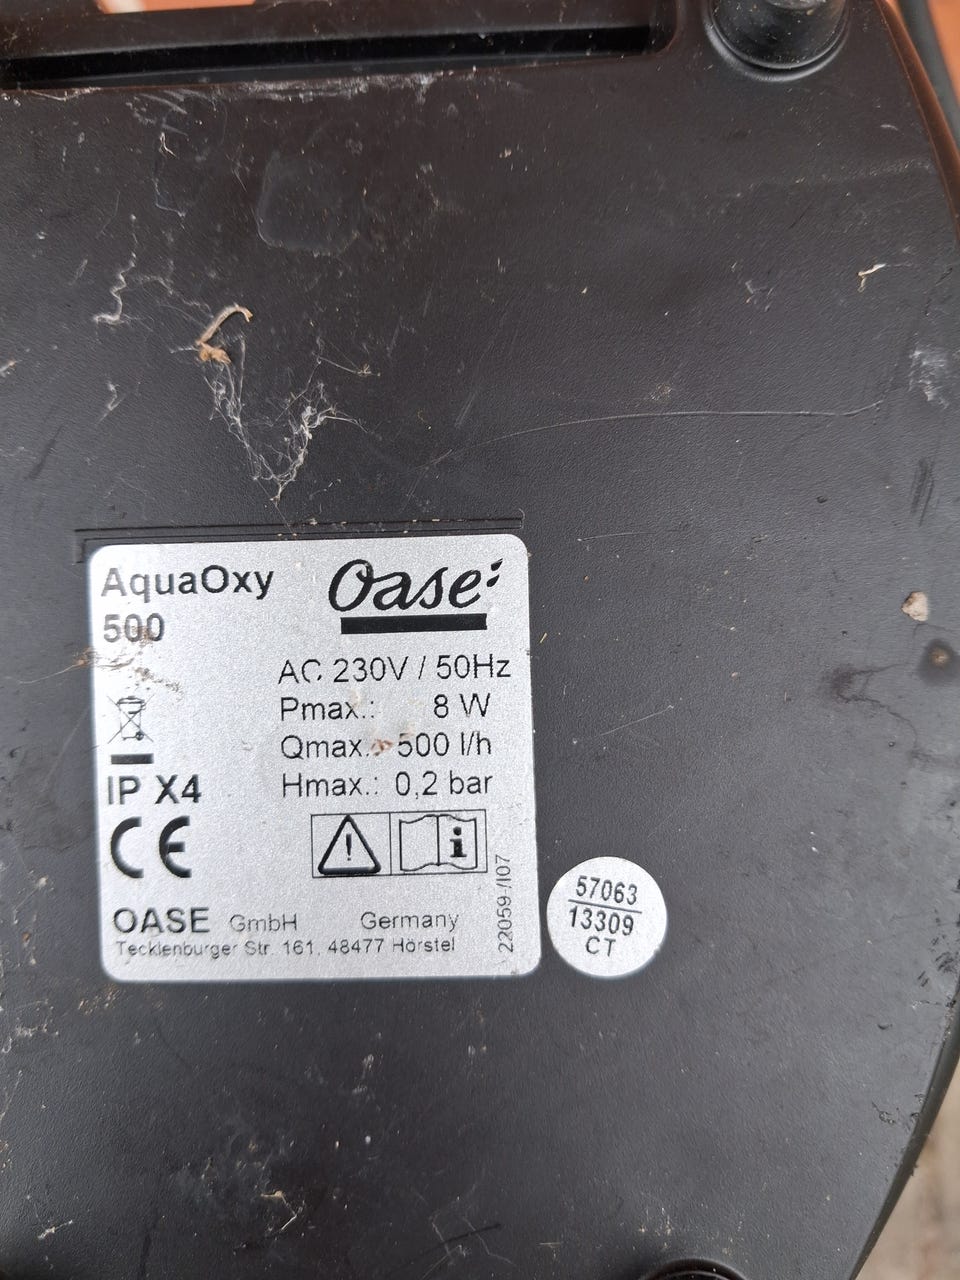 AquaOxy
500
Oase
AC 230V / 50Hz
Pmax.: 8 W
Qmax.: 500 l/h
Hmax.: 0,2 bar
IP X4
CE
OASE GmbH Germany
Tecklenburger Str. 161, 48477 Hörstel
22059-/I07
57063
13309
CT